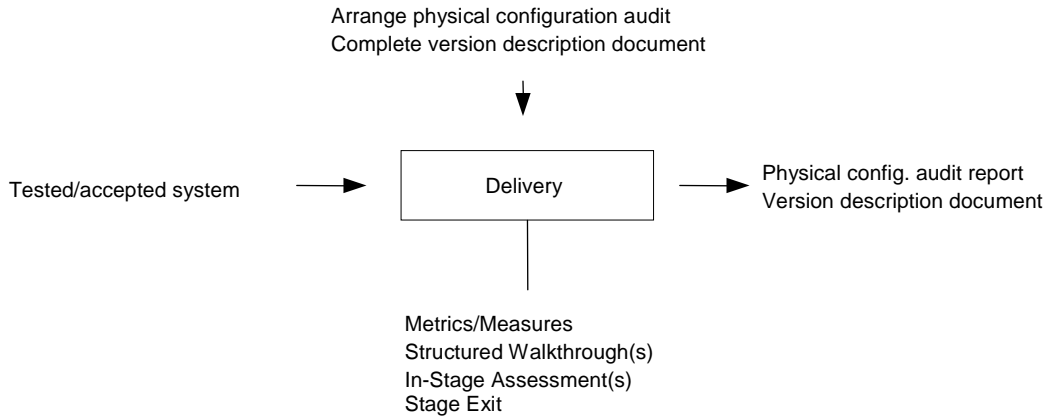 Arrange physical configuration audit
Complete version description document
Tested/accepted system
Delivery
Physical config. audit report
Version description document
Metrics/Measures
Structured Walkthrough(s)
In-Stage Assessment(s)
Stage Exit